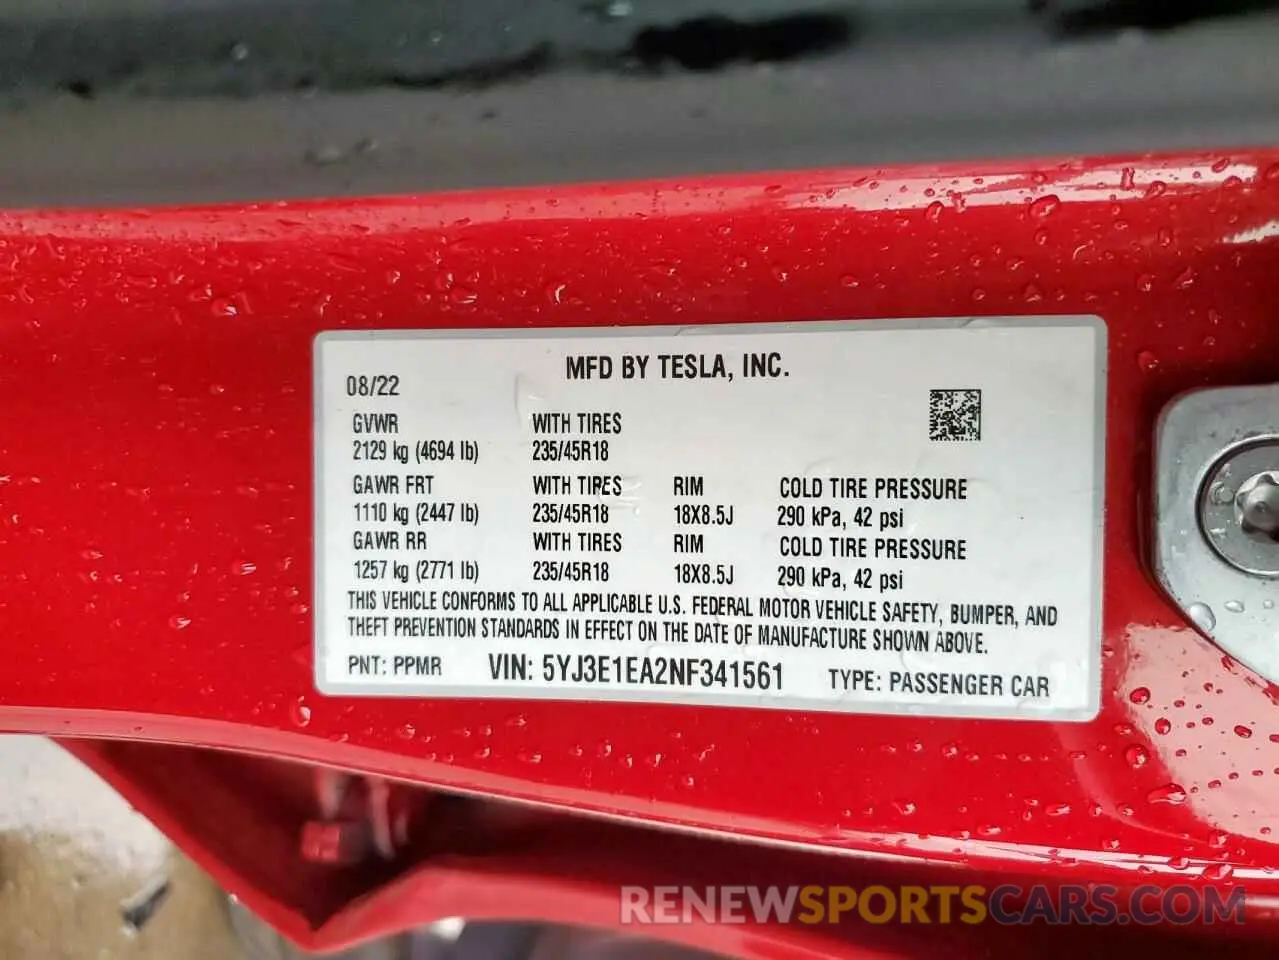 MFD BY TESLA, INC.
08/22
GVWR WITH TIRES
2129 kg (4694 lb) 235/45R18
GAWR FRT WITH TIRES RIM COLD TIRE PRESSURE
1110 kg (2447 lb) 235/45R18 18X8.5J 290 kPa, 42 psi
GAWR RR WITH TIRES RIM COLD TIRE PRESSURE
1257 kg (2771 lb) 235/45R18 18X8.5J 290 kPa, 42 psi
THIS VEHICLE CONFORMS TO ALL APPLICABLE U.S. FEDERAL MOTOR VEHICLE SAFETY, BUMPER, AND
THEFT PREVENTION STANDARDS IN EFFECT ON THE DATE OF MANUFACTURE SHOWN ABOVE.
PNT: PPMR VIN: 5YJ3E1EA2NF341561 TYPE: PASSENGER CAR
RENEWSPORTSCARS.COM